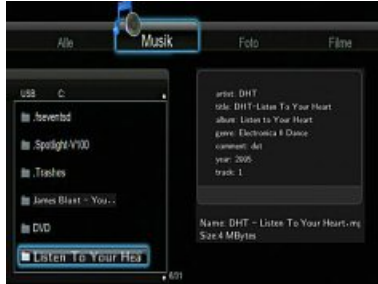 Alle Musik Foto Filme
USB C:
.fseventsd
.Spotlight-V100
.Trashes
James Blunt - You..
DVD
Listen To Your Hea
6/31
artist: DHT
title: DHT-Listen To Your Heart
album: Listen to Your Heart
genre: Electronica & Dance
comment: dut
year: 2005
track: 1
Name: DHT - Listen To Your Heart.mp
Size:4 MBytes